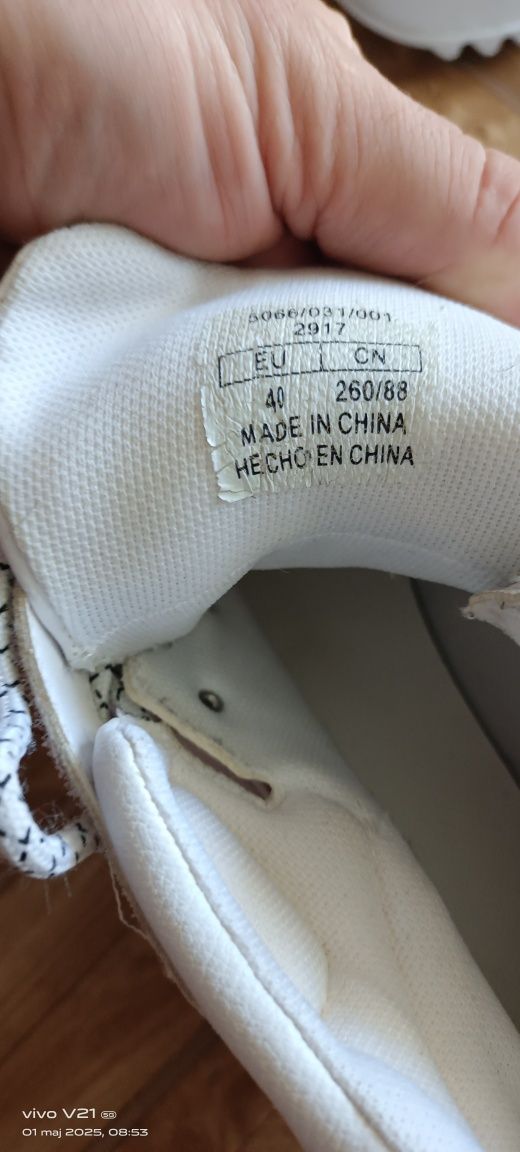 5066/031/001
2917
EU CN
40 260/88
MADE IN CHINA
HECHO EN CHINA
vivo V21 5G
01 maj 2025, 08:53